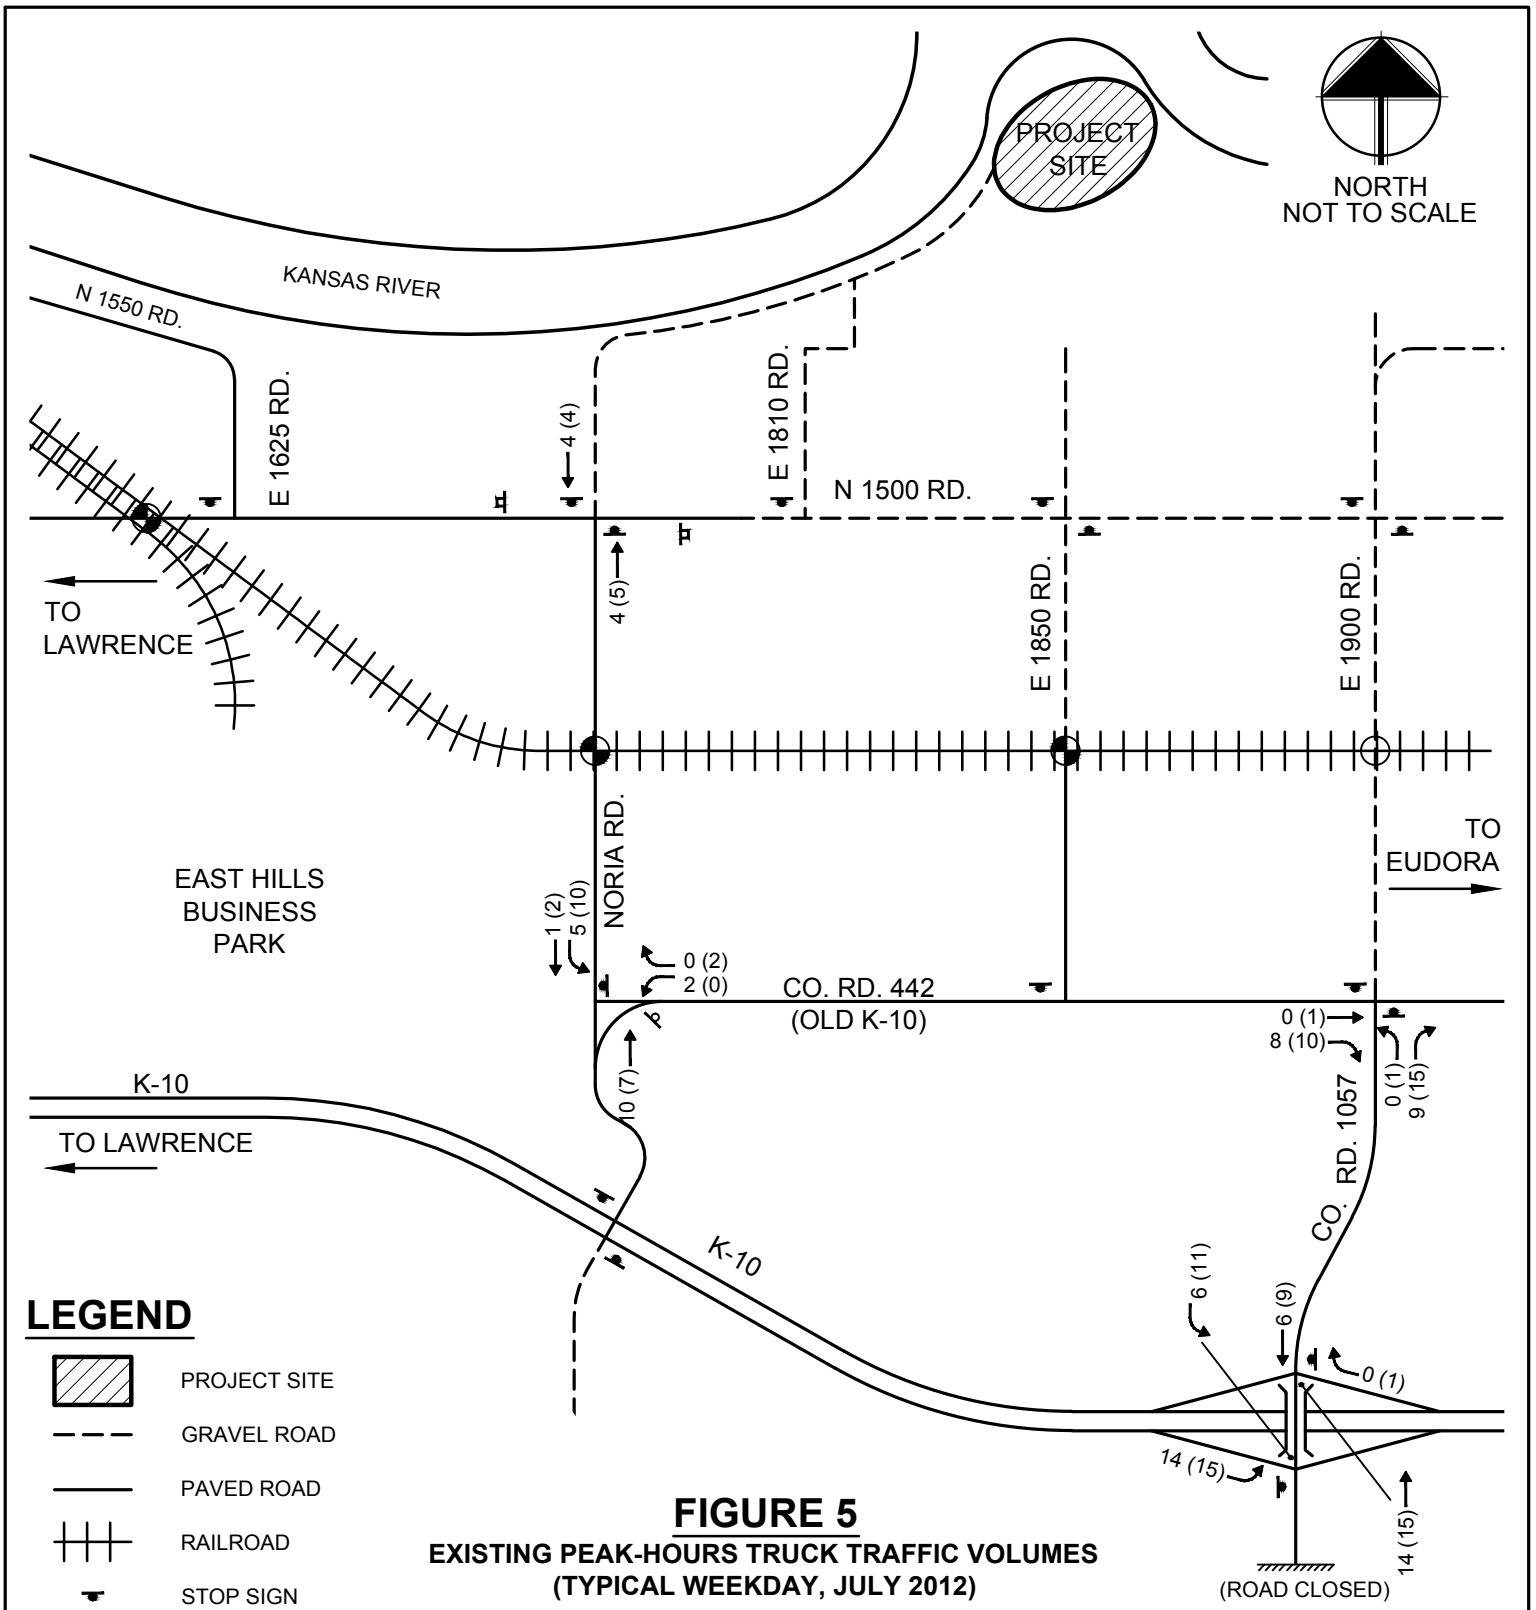 PROJECT
SITE
NORTH
NOT TO SCALE
KANSAS RIVER
N 1550 RD.
E 1625 RD.
4 (4)
E 1810 RD.
N 1500 RD.
4 (5)
E 1850 RD.
E 1900 RD.
TO
LAWRENCE
TO
EUDORA
EAST HILLS
BUSINESS
PARK
NORIA RD.
1 (2)
5 (10)
0 (2)
2 (0)
CO. RD. 442
(OLD K-10)
10 (7)
0 (1)
8 (10)
0 (1)
9 (15)
CO. RD. 1057
K-10
TO LAWRENCE
K-10
6 (11)
6 (9)
0 (1)
14 (15)
14 (15)
(ROAD CLOSED)
LEGEND
PROJECT SITE
GRAVEL ROAD
PAVED ROAD
RAILROAD
STOP SIGN
FIGURE 5
EXISTING PEAK-HOURS TRUCK TRAFFIC VOLUMES
(TYPICAL WEEKDAY, JULY 2012)